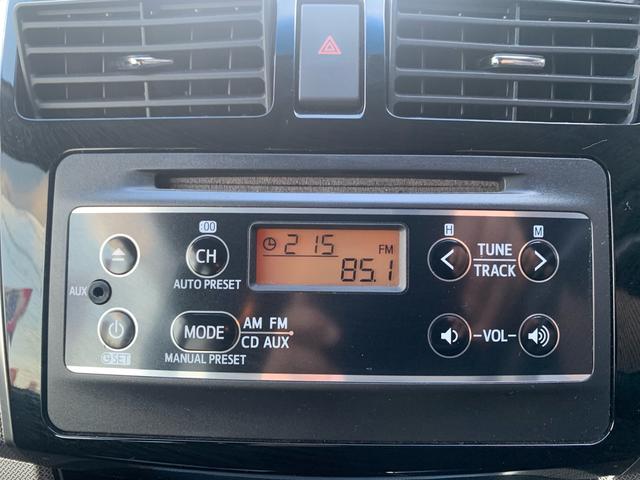 :00
H
M
CH
AUTO PRESET
2:15
FM
85.1
TUNE
TRACK
AUX
MODE
AM FM
CD AUX
MANUAL PRESET
SET
-VOL-